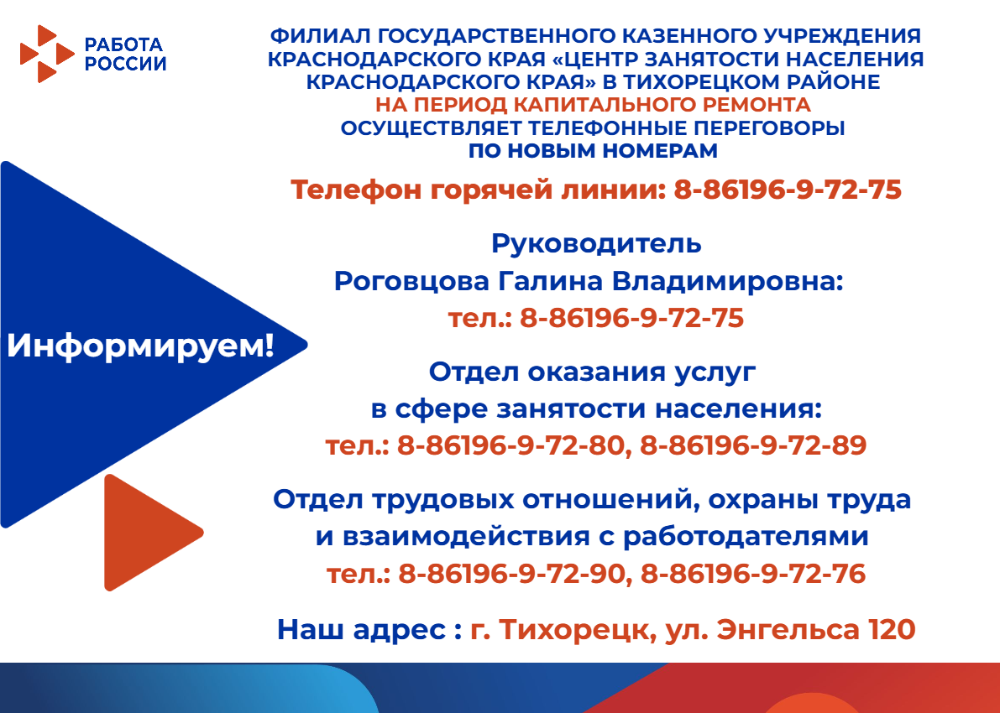 РАБОТА
РОССИИ
ФИЛИАЛ ГОСУДАРСТВЕННОГО КАЗЕННОГО УЧРЕЖДЕНИЯ
КРАСНОДАРСКОГО КРАЯ «ЦЕНТР ЗАНЯТОСТИ НАСЕЛЕНИЯ
КРАСНОДАРСКОГО КРАЯ» В ТИХОРЕЦКОМ РАЙОНЕ
НА ПЕРИОД КАПИТАЛЬНОГО РЕМОНТА
ОСУЩЕСТВЛЯЕТ ТЕЛЕФОННЫЕ ПЕРЕГОВОРЫ
ПО НОВЫМ НОМЕРАМ
Телефон горячей линии: 8-86196-9-72-75
Руководитель
Роговцова Галина Владимировна:
тел.: 8-86196-9-72-75
Информируем!
Отдел оказания услуг
в сфере занятости населения:
тел.: 8-86196-9-72-80, 8-86196-9-72-89
Отдел трудовых отношений, охраны труда
и взаимодействия с работодателями
тел.: 8-86196-9-72-90, 8-86196-9-72-76
Наш адрес : г. Тихорецк, ул. Энгельса 120